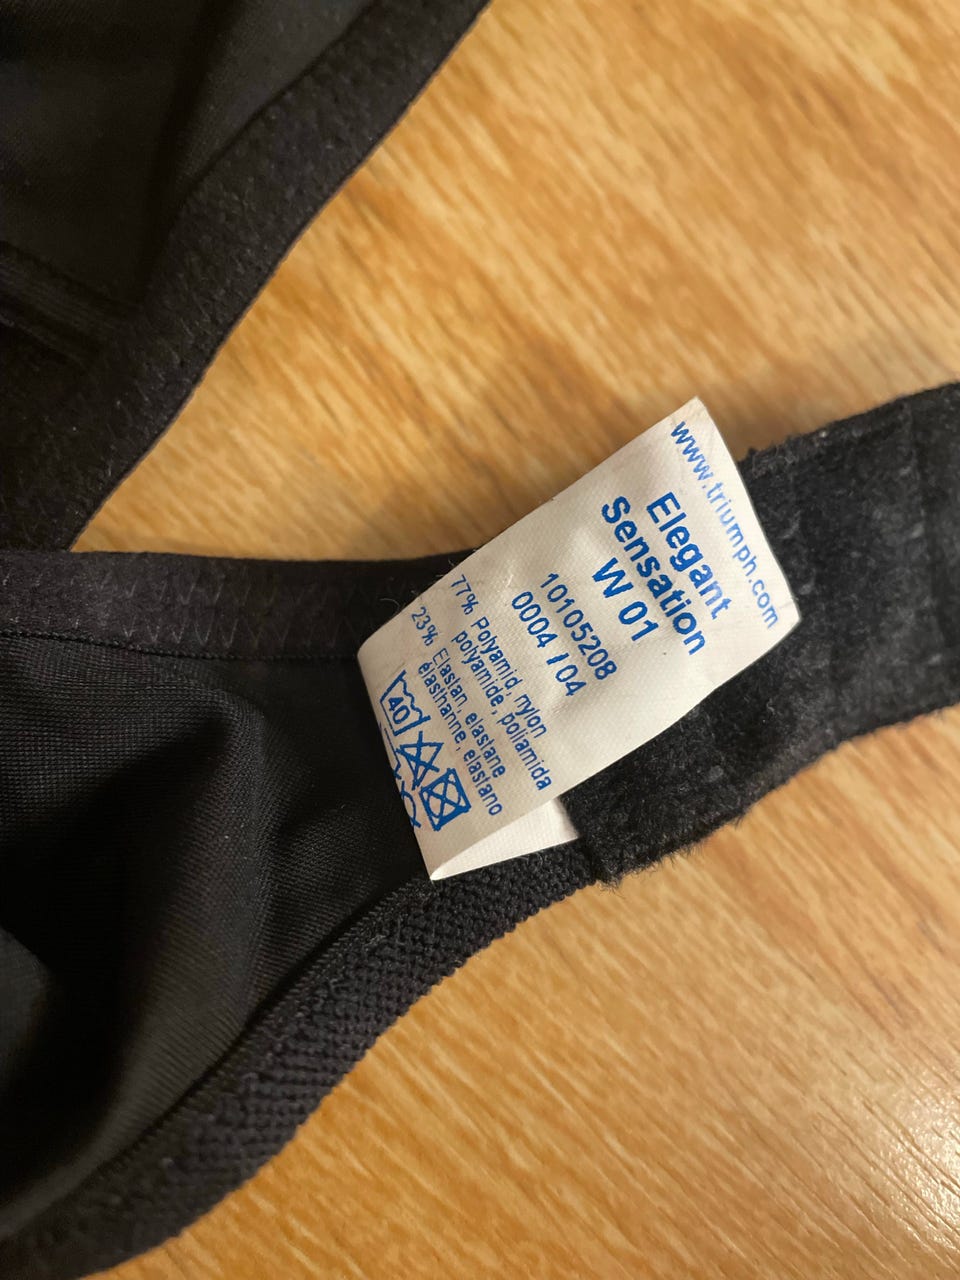 www.triumph.com
Elegant
Sensation
W 01
10105208
0004 / 04
77% Polyamid, nylon
polyamide, poliamida
23% Elastan, elastane
élasthanne, elastano
40